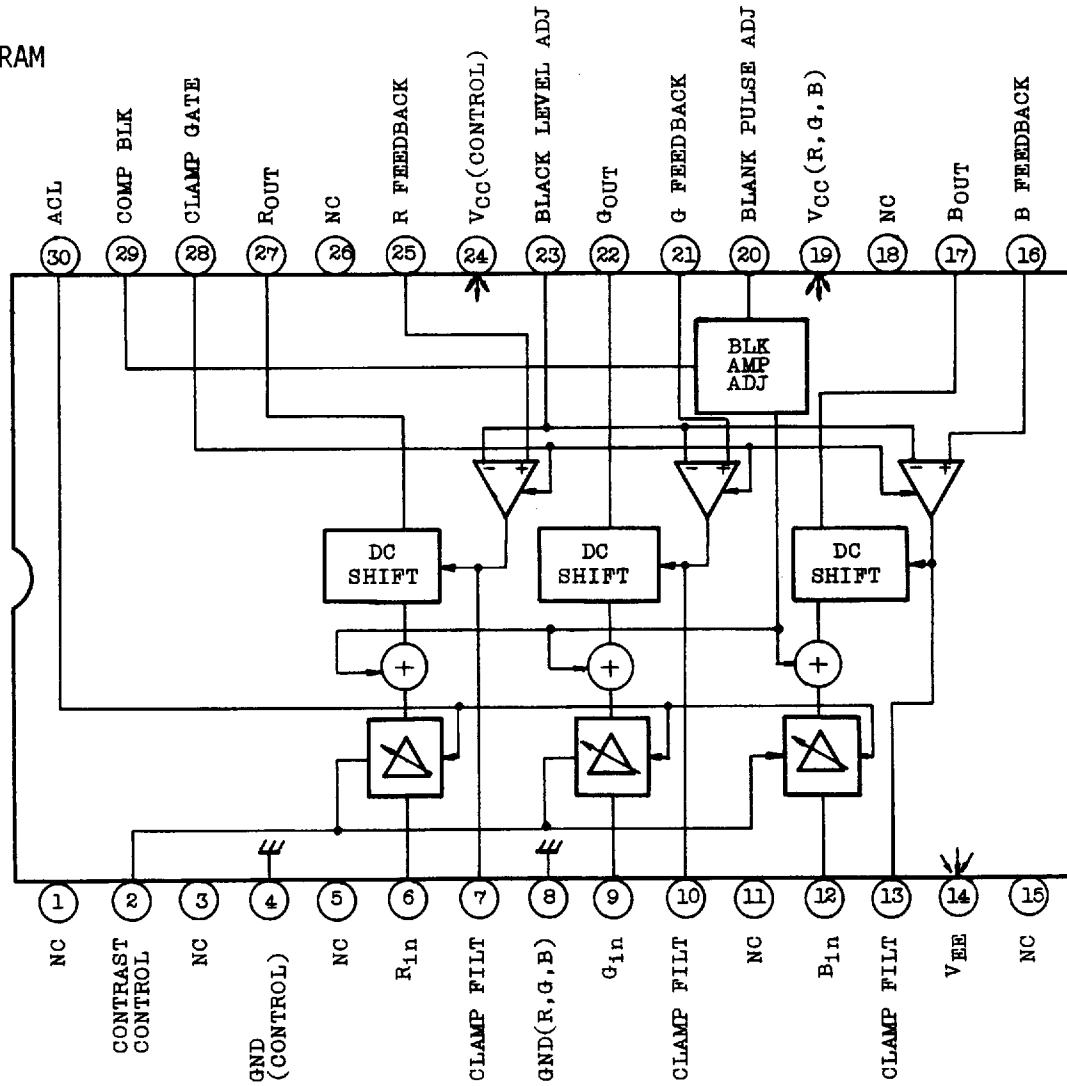 RAM
ACL
COMP BLK
CLAMP GATE
ROUT
NC
R FEEDBACK
VCC(CONTROL)
BLACK LEVEL ADJ
GOUT
G FEEDBACK
BLANK PULSE ADJ
VCC(R,G,B)
NC
BOUT
B FEEDBACK
30
29
28
27
26
25
24
23
22
21
20
19
18
17
16
BLK
AMP
ADJ
- +
- +
- +
DC
SHIFT
DC
SHIFT
DC
SHIFT
+
+
+
1
2
3
4
5
6
7
8
9
10
11
12
13
14
15
NC
CONTRAST
CONTROL
NC
GND
(CONTROL)
NC
Rin
CLAMP FILT
GND(R,G,B)
Gin
CLAMP FILT
NC
Bin
CLAMP FILT
VEE
NC